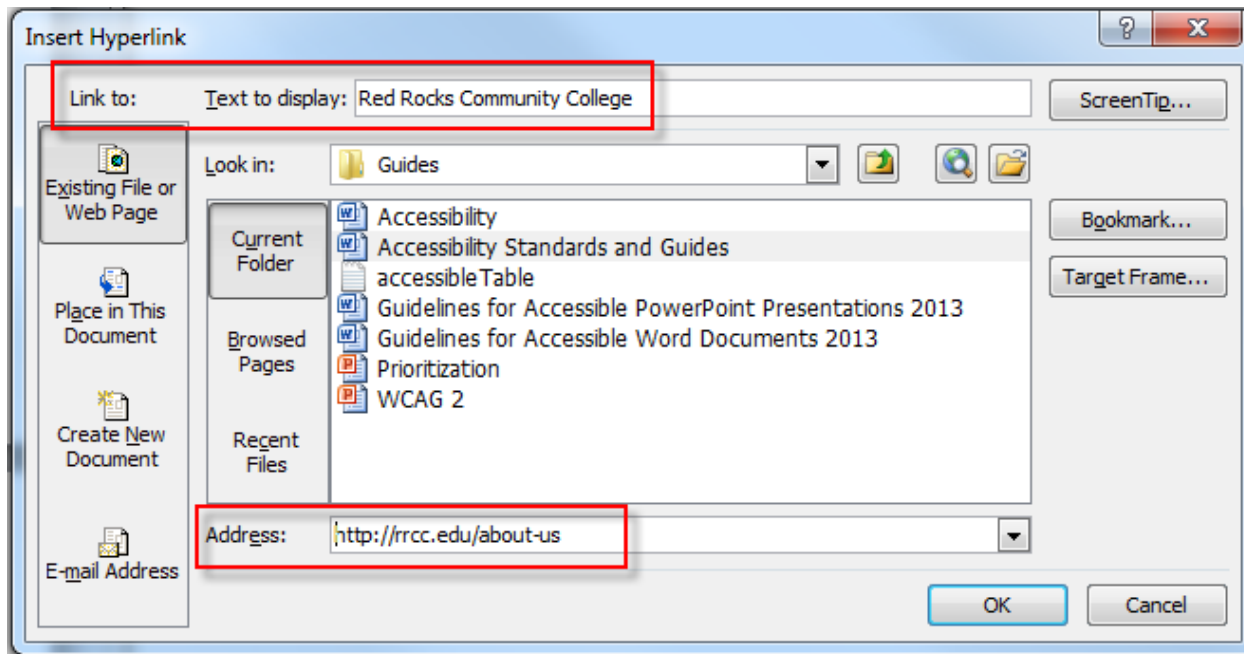 Insert Hyperlink
Link to:
Text to display: Red Rocks Community College
ScreenTip...
Existing File or
Web Page
Place in This
Document
Create New
Document
E-mail Address
Look in:
Guides
Current
Folder
Browsed
Pages
Recent
Files
Accessibility
Accessibility Standards and Guides
accessibleTable
Guidelines for Accessible PowerPoint Presentations 2013
Guidelines for Accessible Word Documents 2013
Prioritization
WCAG 2
Bookmark...
Target Frame...
Address: http://rrcc.edu/about-us
OK
Cancel